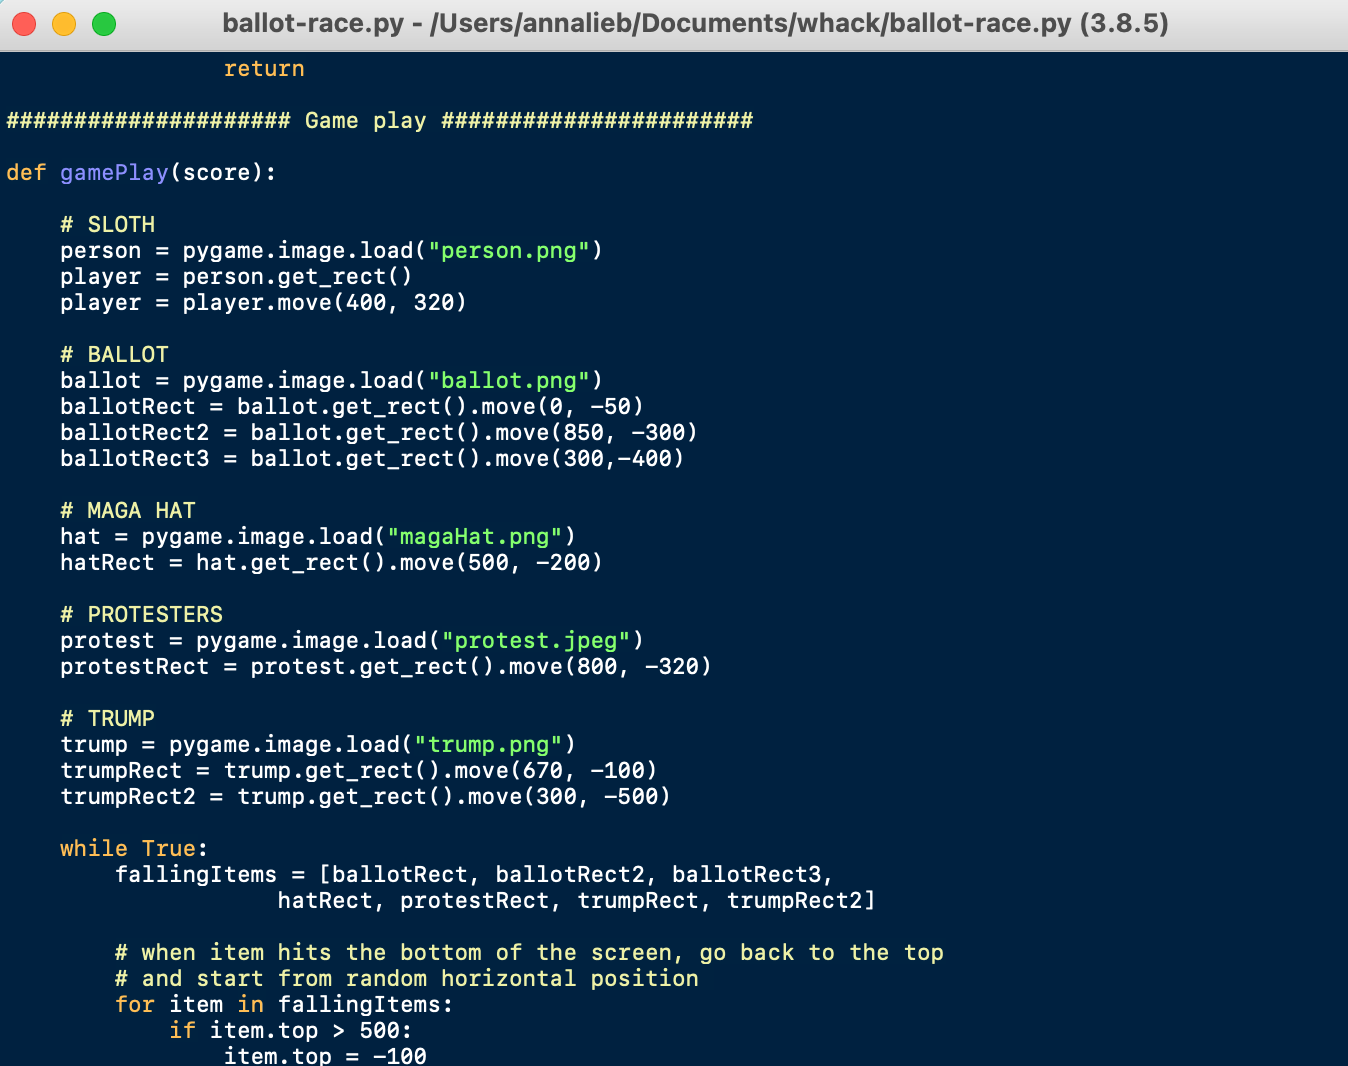 ballot-race.py - /Users/annalieb/Documents/whack/ballot-race.py (3.8.5)
                return

##################### Game play #######################

def gamePlay(score):

    # SLOTH
    person = pygame.image.load("person.png")
    player = person.get_rect()
    player = player.move(400, 320)

    # BALLOT
    ballot = pygame.image.load("ballot.png")
    ballotRect = ballot.get_rect().move(0, -50)
    ballotRect2 = ballot.get_rect().move(850, -300)
    ballotRect3 = ballot.get_rect().move(300,-400)

    # MAGA HAT
    hat = pygame.image.load("magaHat.png")
    hatRect = hat.get_rect().move(500, -200)

    # PROTESTERS
    protest = pygame.image.load("protest.jpeg")
    protestRect = protest.get_rect().move(800, -320)

    # TRUMP
    trump = pygame.image.load("trump.png")
    trumpRect = trump.get_rect().move(670, -100)
    trumpRect2 = trump.get_rect().move(300, -500)

    while True:
        fallingItems = [ballotRect, ballotRect2, ballotRect3,
                    hatRect, protestRect, trumpRect, trumpRect2]

        # when item hits the bottom of the screen, go back to the top
        # and start from random horizontal position
        for item in fallingItems:
            if item.top > 500:
                item.top = -100